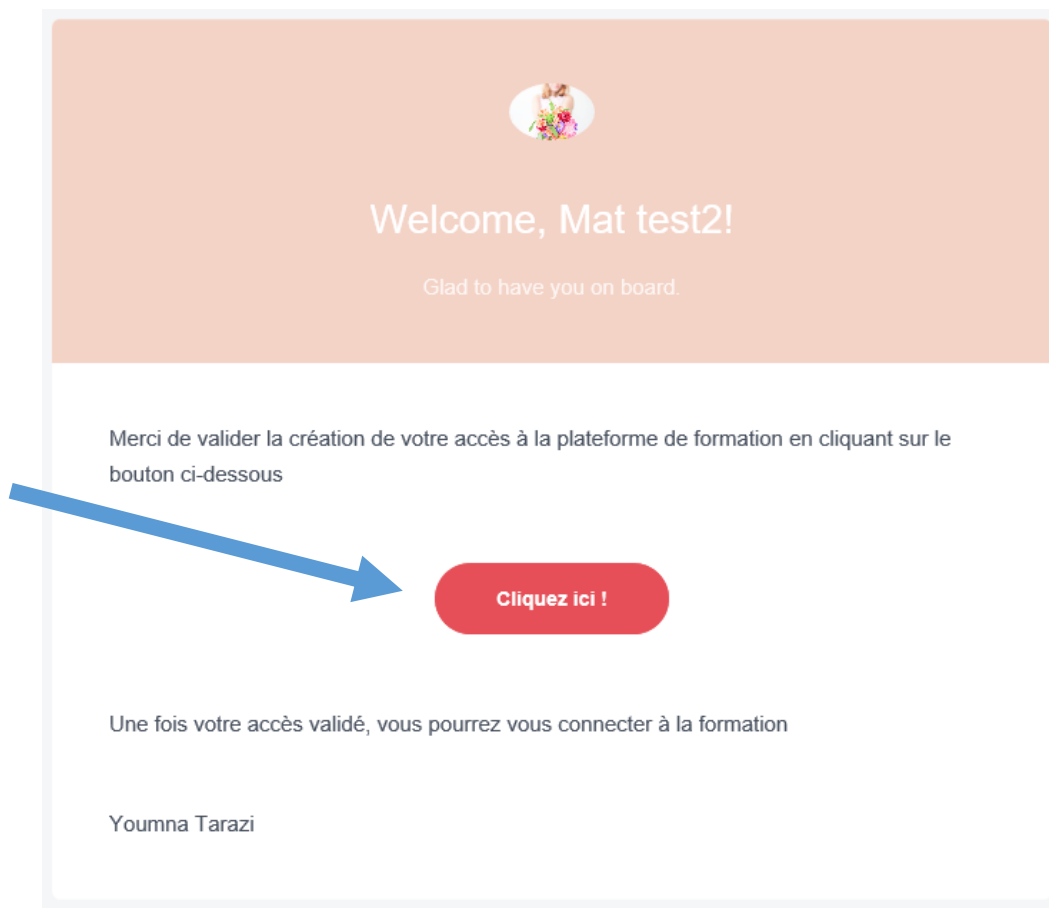 Welcome, Mat test2!
Glad to have you on board.
Merci de valider la création de votre accès à la plateforme de formation en cliquant sur le
bouton ci-dessous
Cliquez ici !
Une fois votre accès validé, vous pourrez vous connecter à la formation
Youmna Tarazi